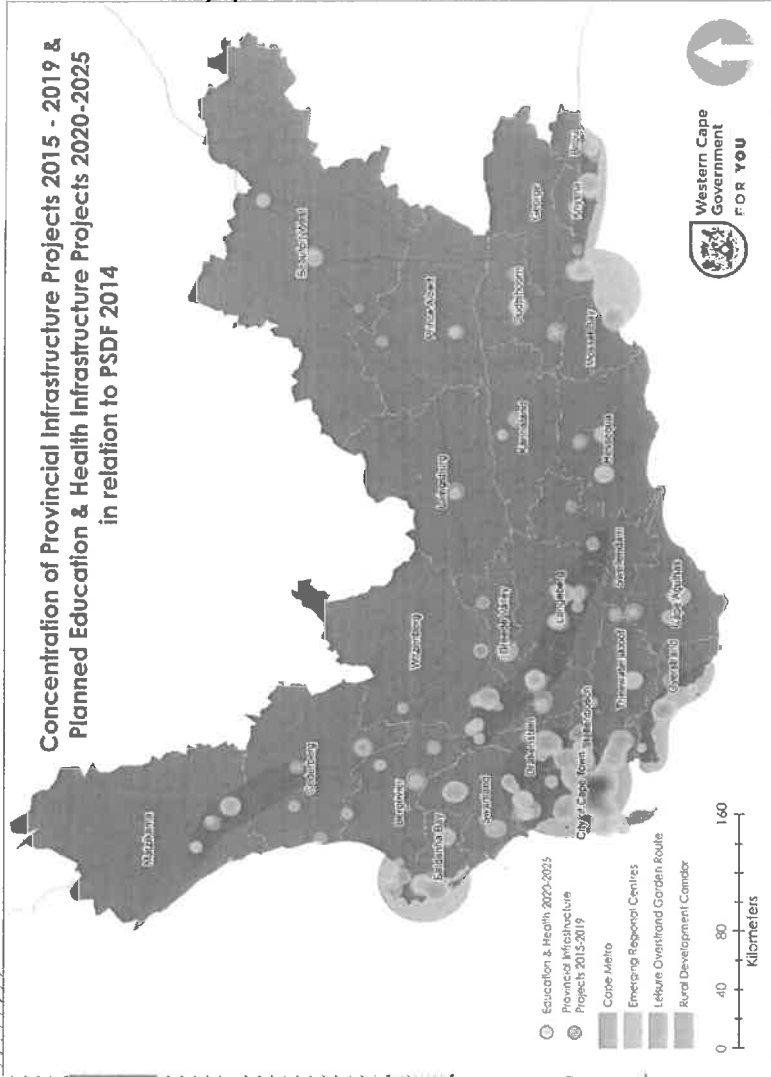 Concentration of Provincial Infrastructure Projects 2015 - 2019 &
Planned Education & Health Infrastructure Projects 2020-2025
in relation to PSDF 2014
Matzikama
Cederberg
Bergrivier
Saldanha Bay
Swartland
Witzenberg
Drakenstein
Stellenbosch
City of Cape Town
Breede Valley
Langeberg
Theewaterskloof
Overstrand
Cape Agulhas
Swellendam
Laingsburg
Kannaland
Hessequa
Prince Albert
Beaufort West
Oudtshoorn
Mossel Bay
George
Knysna
Bitou
Education & Health 2020-2025
Provincial Infrastructure
Projects 2015-2019
Cape Metro
Emerging Regional Centres
Leisure Overstrand Garden Route
Rural Development Corridor
0 40 80 160
Kilometers
Western Cape
Government
FOR YOU